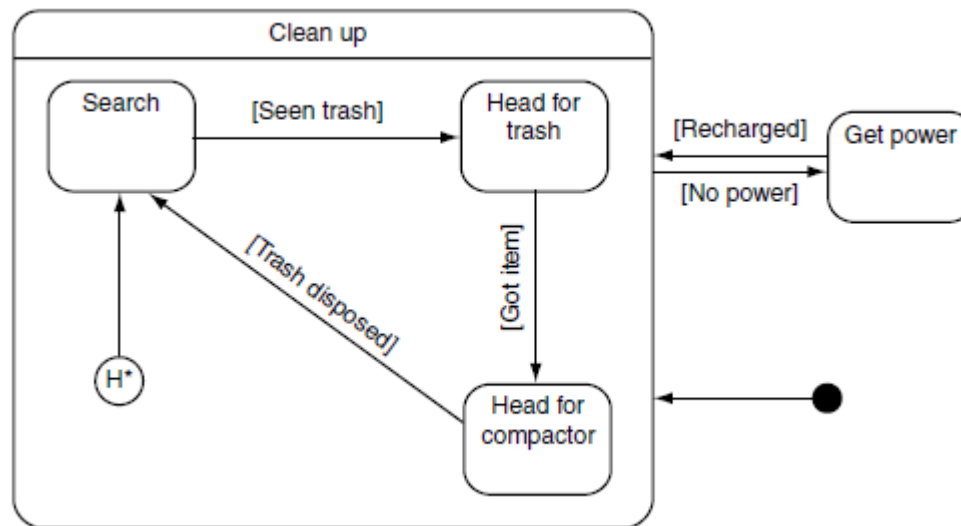 Clean up
Search
[Seen trash]
Head for
trash
[Recharged]
Get power
[No power]
[Trash disposed]
[Got item]
H*
Head for
compactor